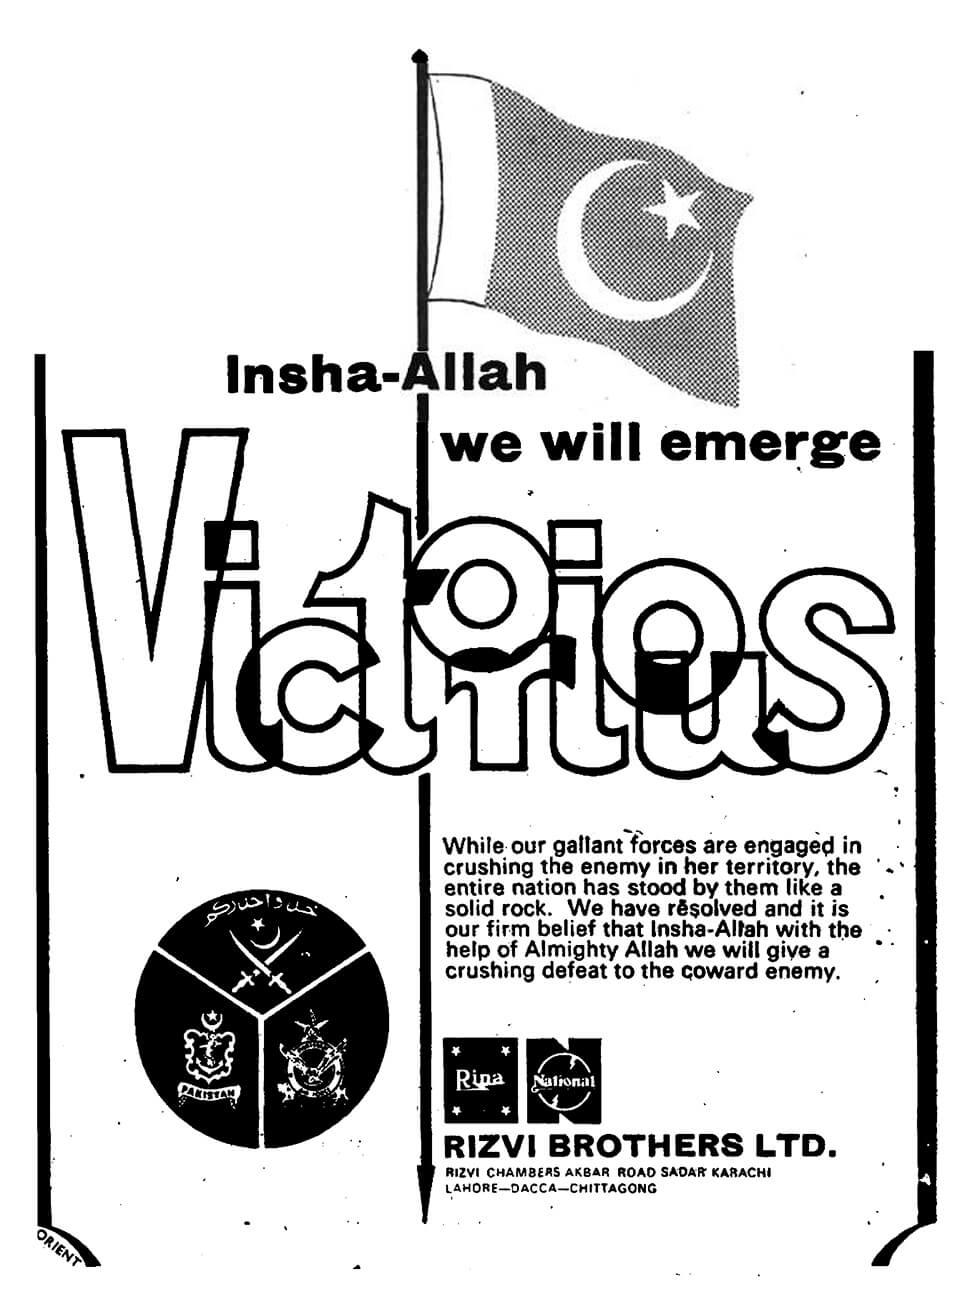 Insha-Allah
we will emerge
Victorious
While our gallant forces are engaged in
crushing the enemy in her territory, the
entire nation has stood by them like a
solid rock. We have resolved and it is
our firm belief that Insha-Allah with the
help of Almighty Allah we will give a
crushing defeat to the coward enemy.
PAKISTAN
Rina
National
RIZVI BROTHERS LTD.
RIZVI CHAMBERS AKBAR ROAD SADAR KARACHI
LAHORE—DACCA—CHITTAGONG
ORIENT